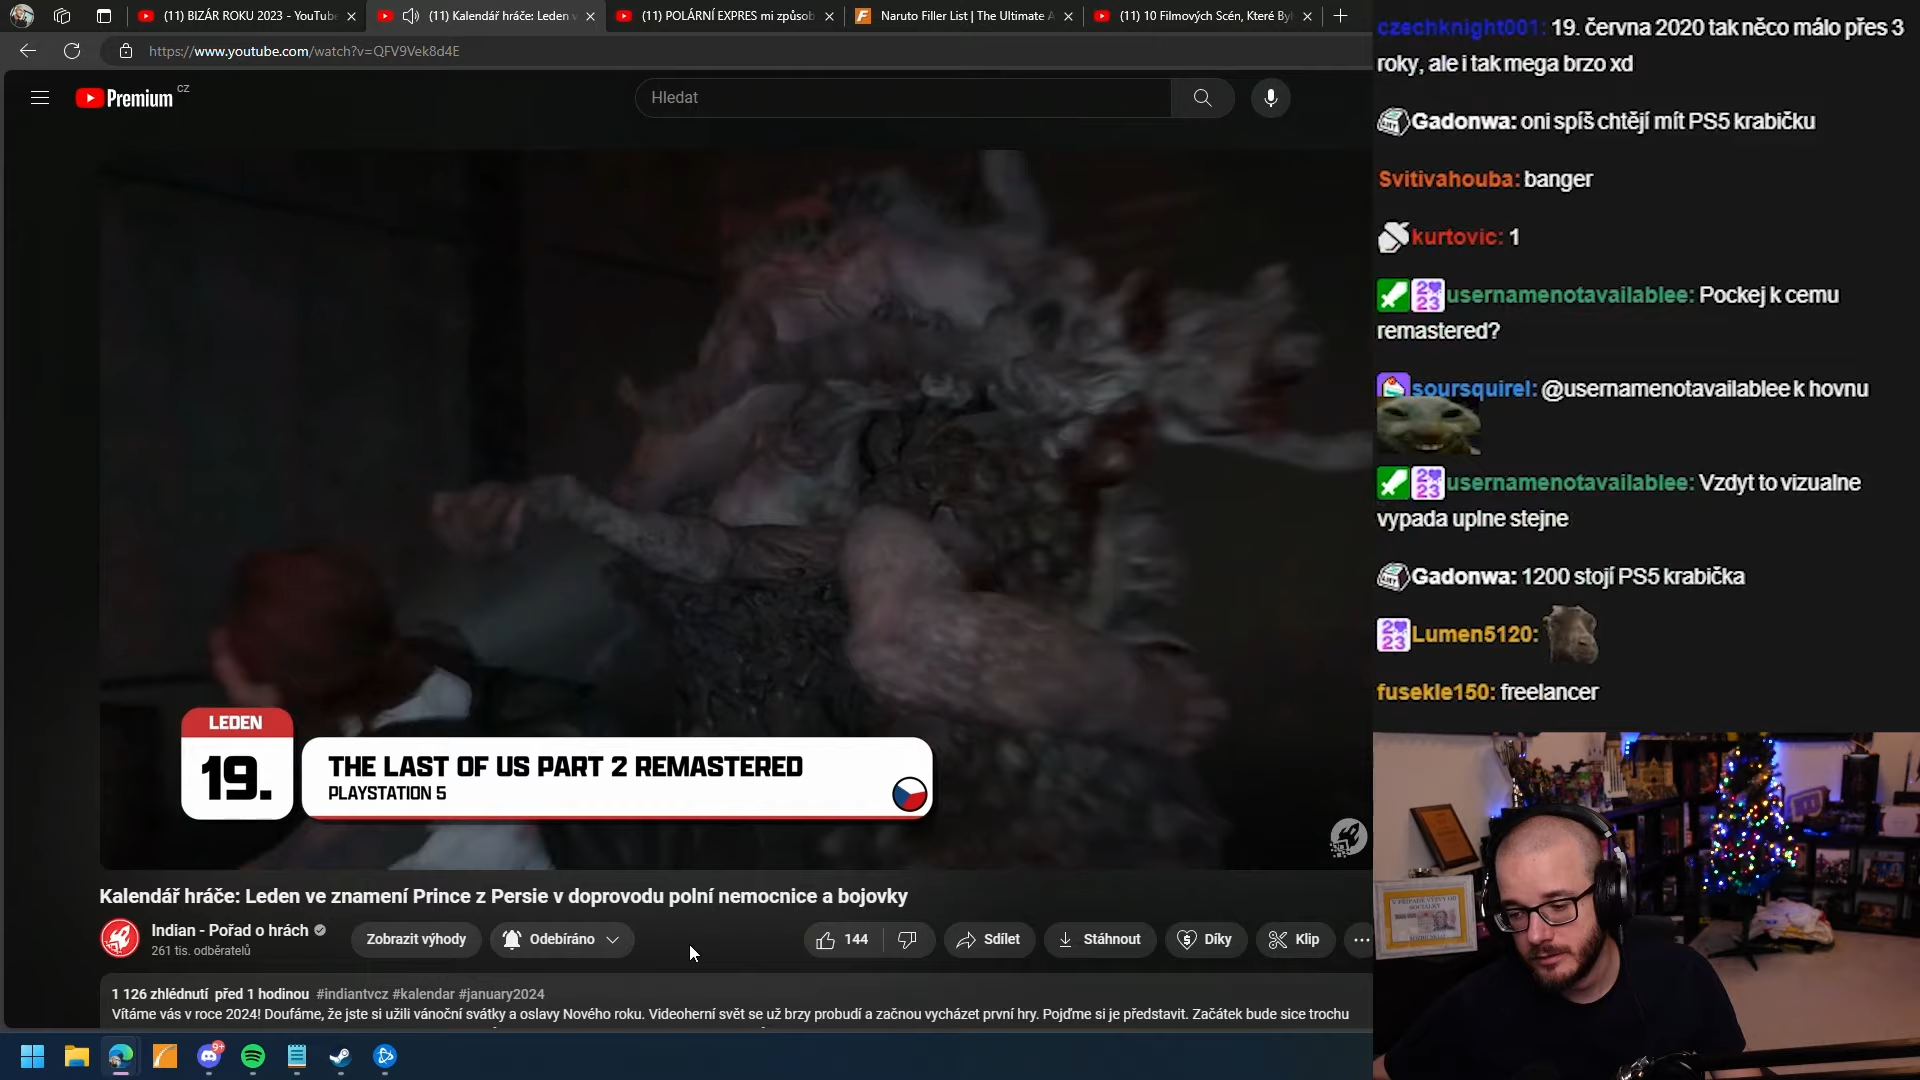 (11) BIZÁR ROKU 2023 - YouTube
(11) Kalendář hráče: Leden v
(11) POLÁRNÍ EXPRES mi způsob
Naruto Filler List | The Ultimate A
(11) 10 Filmových Scén, Které By
https://www.youtube.com/watch?v=QFV9Vek8d4E
Premium CZ
Hledat
LEDEN
19.
THE LAST OF US PART 2 REMASTERED
PLAYSTATION 5
Kalendář hráče: Leden ve znamení Prince z Persie v doprovodu polní nemocnice a bojovky
Indian - Pořad o hrách
261 tis. odběratelů
Zobrazit výhody
Odebíráno
144
Sdílet
Stáhnout
Díky
Klip
1 126 zhlédnutí před 1 hodinou #indiantvcz #kalendar #january2024
Vítáme vás v roce 2024! Doufáme, že jste si užili vánoční svátky a oslavy Nového roku. Videoherní svět se už brzy probudí a začnou vycházet první hry. Pojďme si je představit. Začátek bude sice trochu
9+
czechknight001: 19. června 2020 tak něco málo přes 3
roky, ale i tak mega brzo xd
Gadonwa: oni spíš chtějí mít PS5 krabičku
Svitivahouba: banger
kurtovic: 1
usernamenotavailablee: Pockej k cemu
remastered?
soursquirel: @usernamenotavailablee k hovnu
usernamenotavailablee: Vzdyt to vizualne
vypada uplne stejne
Gadonwa: 1200 stojí PS5 krabička
Lumen5120:
fusekle150: freelancer
V PŘÍPADĚ VÝZVY OD
SOCIÁLKY